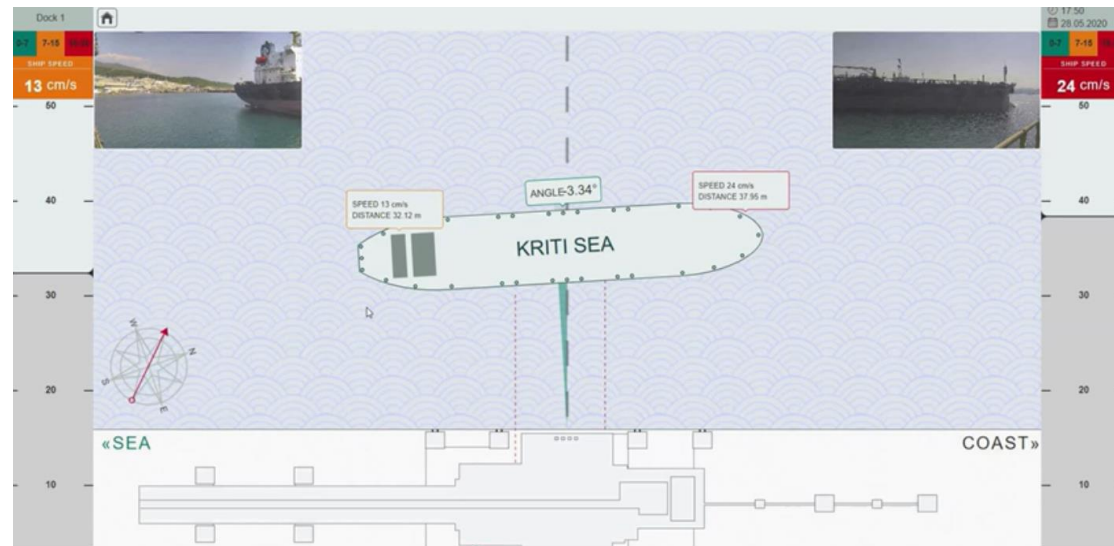 Dock 1
17:50
28.05.2020
0-7 7-15
SHIP SPEED
13 cm/s
0-7 7-15
SHIP SPEED
24 cm/s
50
40
30
20
10
50
40
30
20
10
SPEED 13 cm/s
DISTANCE 32.12 m
ANGLE-3.34°
SPEED 24 cm/s
DISTANCE 37.95 m
KRITI SEA
W
N
S
E
«SEA
COAST»